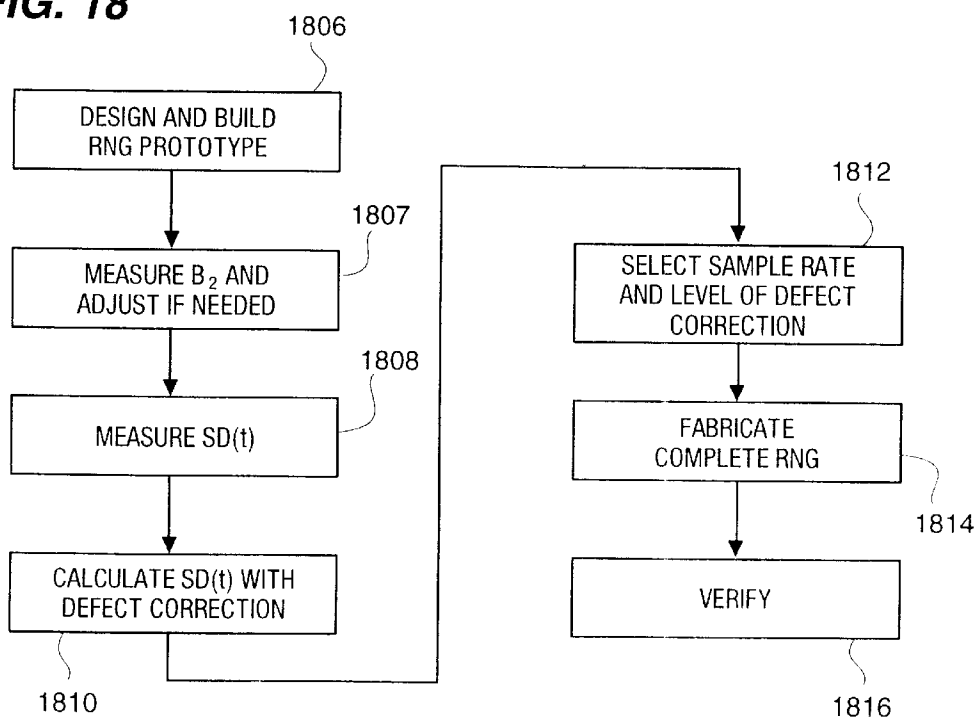 FIG. 18
1806
DESIGN AND BUILD
RNG PROTOTYPE
1807
MEASURE B₂ AND
ADJUST IF NEEDED
1808
MEASURE SD(t)
CALCULATE SD(t) WITH
DEFECT CORRECTION
1810
1812
SELECT SAMPLE RATE
AND LEVEL OF DEFECT
CORRECTION
FABRICATE
COMPLETE RNG
1814
VERIFY
1816